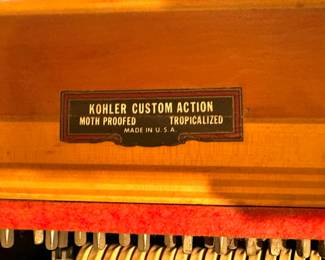 KOHLER CUSTOM ACTION
MOTH PROOFED TROPICALIZED
MADE IN U.S.A.